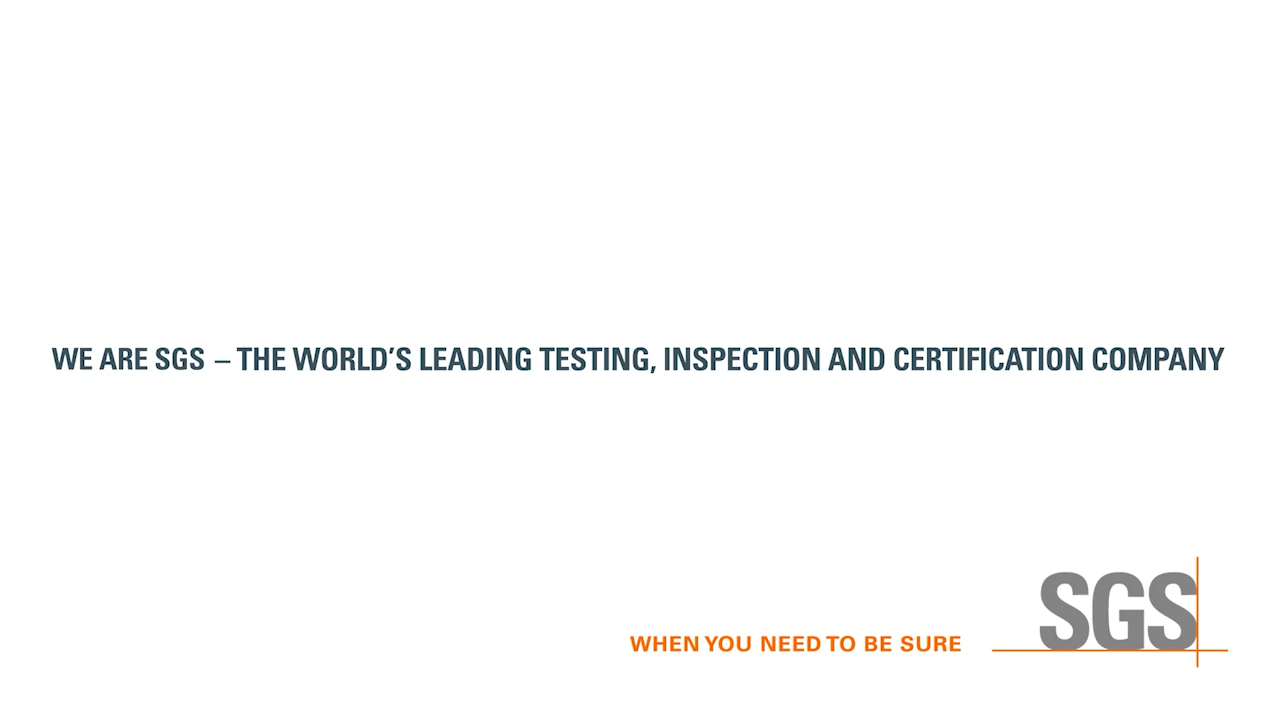 WE ARE SGS – THE WORLD’S LEADING TESTING, INSPECTION AND CERTIFICATION COMPANY
WHEN YOU NEED TO BE SURE
SGS